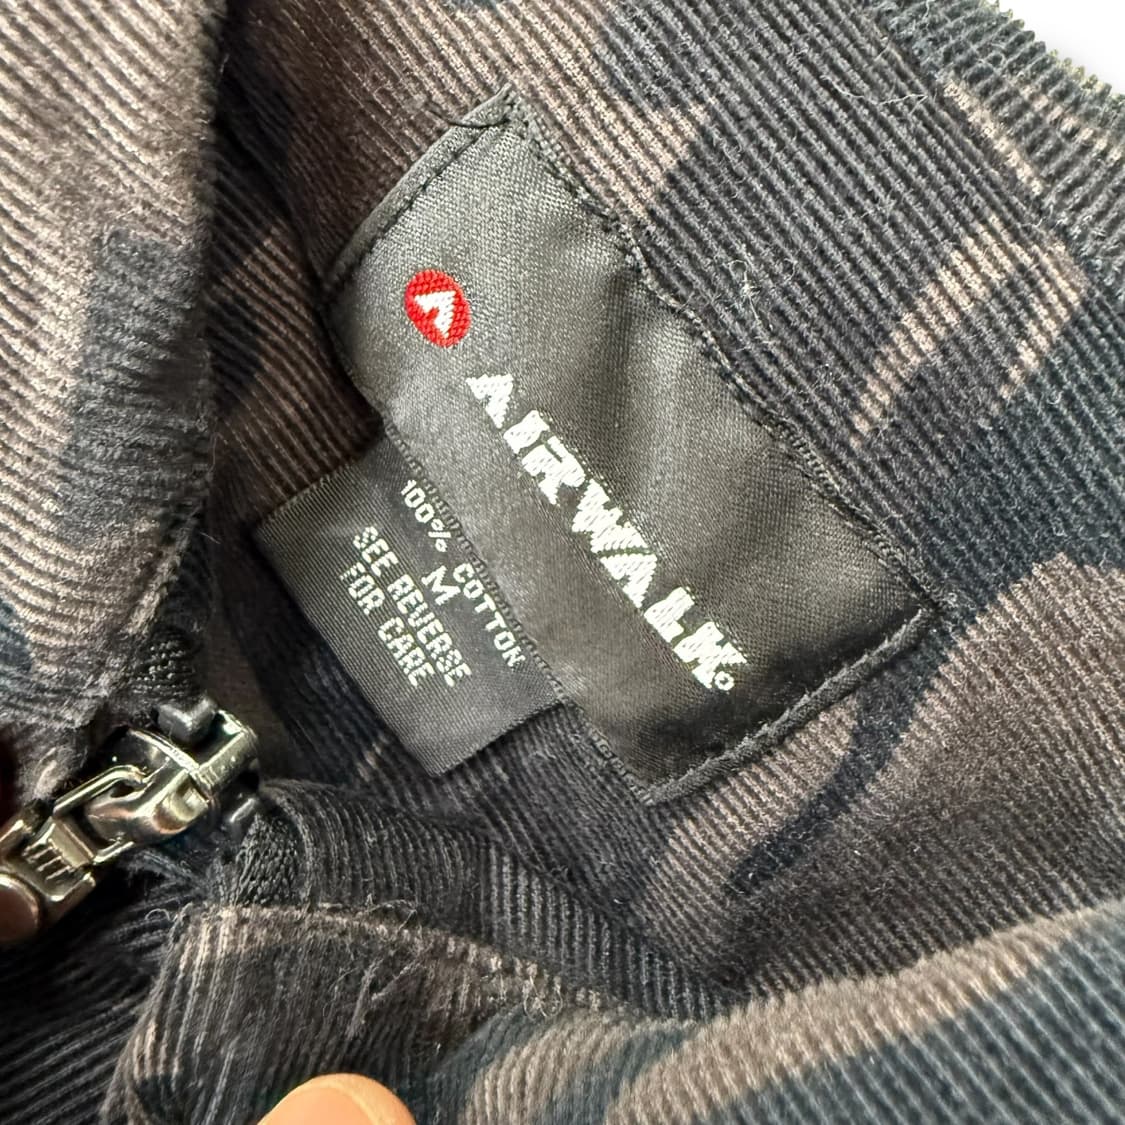 AIRWALK®
100% COTTON
M
SEE REVERSE
FOR CARE